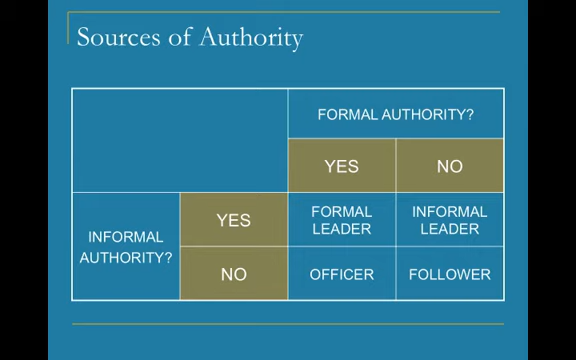 Sources of Authority
FORMAL AUTHORITY?
YES NO
INFORMAL
AUTHORITY?
YES
FORMAL
LEADER
INFORMAL
LEADER
NO
OFFICER
FOLLOWER